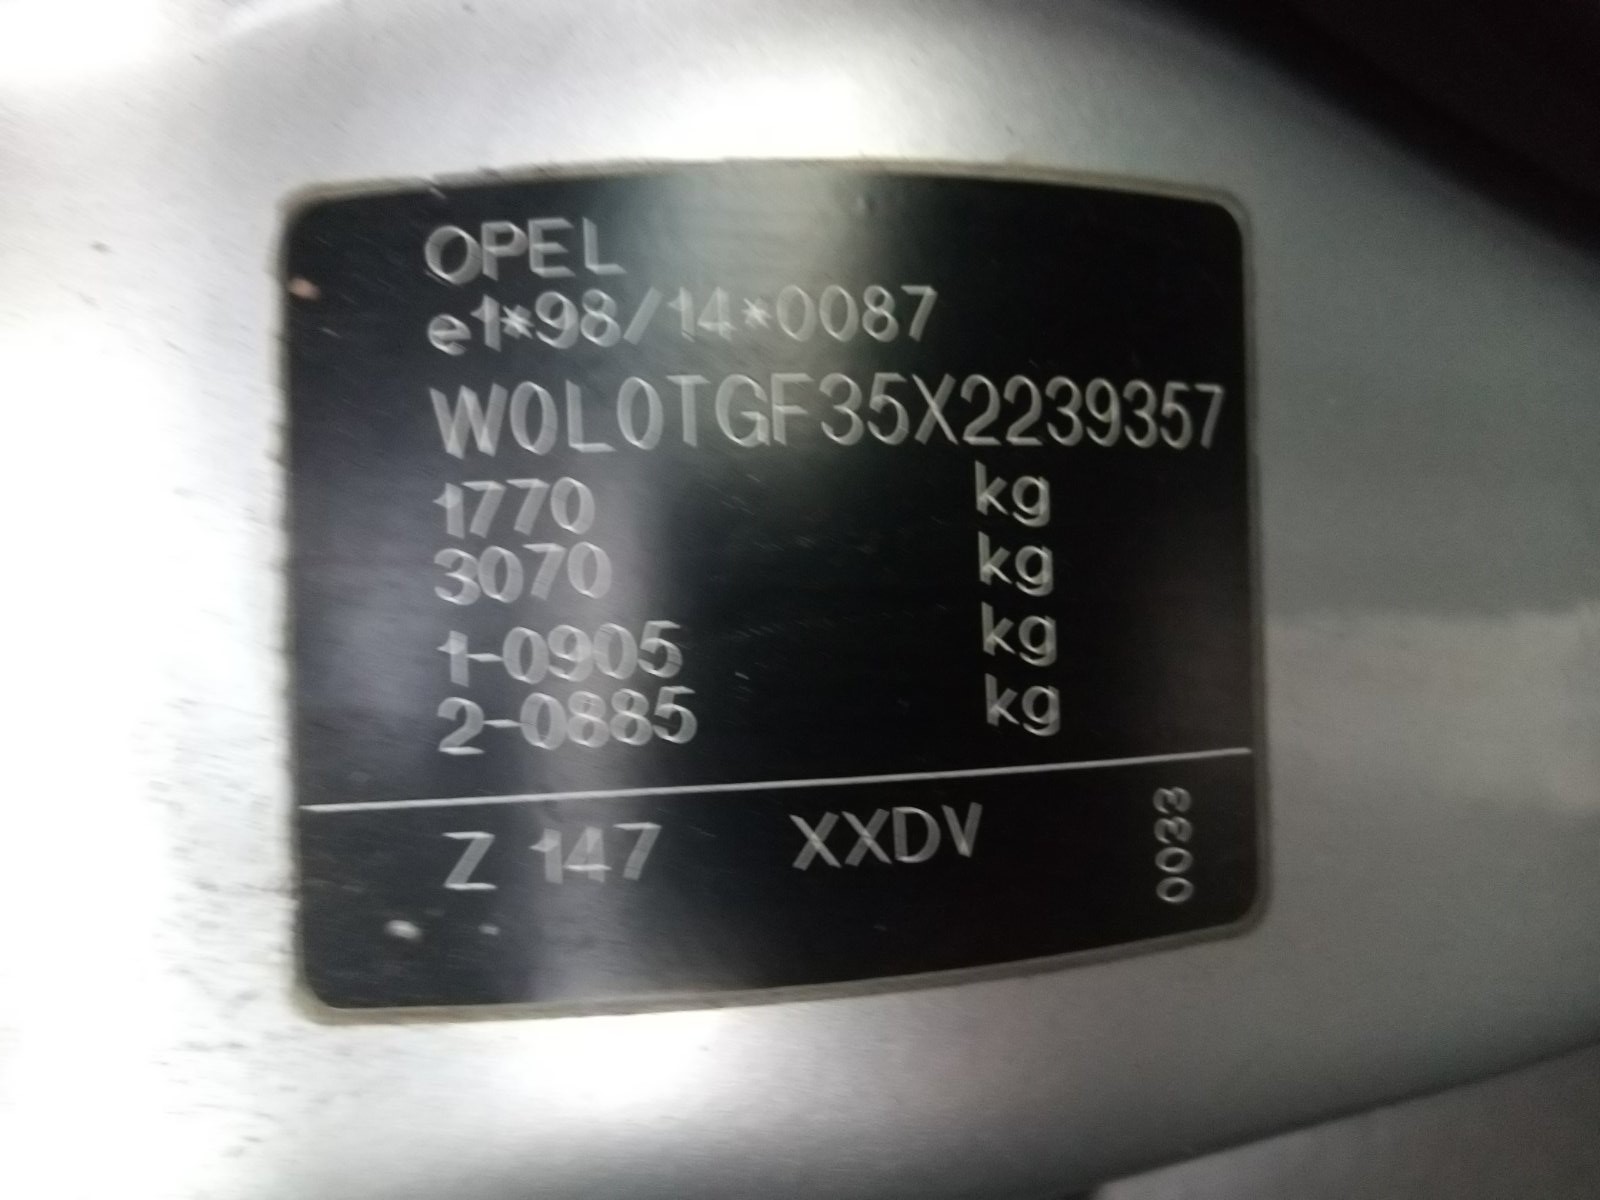 OPEL
e1*98/14*0087
W0L0TGF35X2239357
1770 kg
3070 kg
1-0905 kg
2-0885 kg
Z 147 XXDV
0033